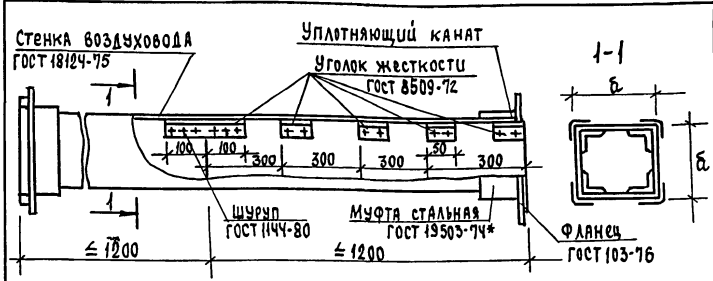 Стенка воздуховода
ГОСТ 18124-75
Уплотняющий канат
Уголок жесткости
ГОСТ 8509-72
1-1
1
1
б
б
100 100 300 300 300 50 300
Шуруп
ГОСТ 1144-80
Муфта стальная
ГОСТ 19503-74*
Фланец
ГОСТ 103-76
≤ 1200
≤ 1200